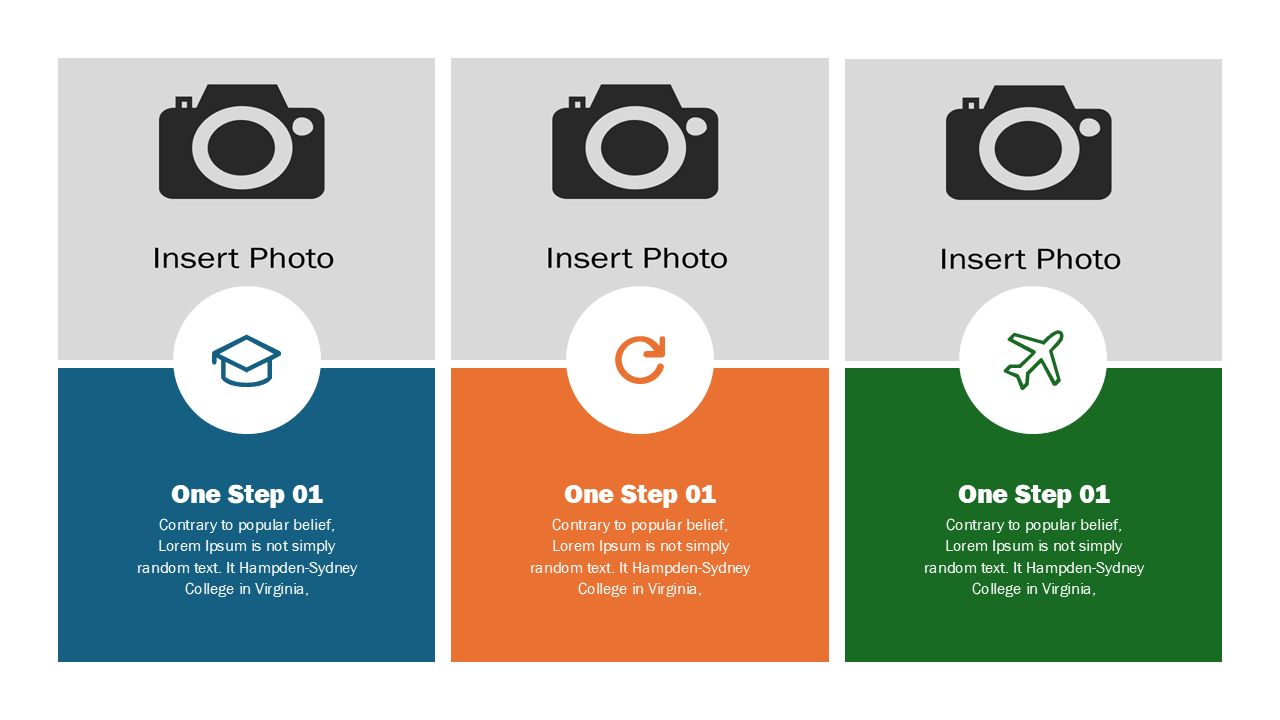 Insert Photo
Insert Photo
Insert Photo
One Step 01
Contrary to popular belief,
Lorem Ipsum is not simply
random text. It Hampden-Sydney
College in Virginia,
One Step 01
Contrary to popular belief,
Lorem Ipsum is not simply
random text. It Hampden-Sydney
College in Virginia,
One Step 01
Contrary to popular belief,
Lorem Ipsum is not simply
random text. It Hampden-Sydney
College in Virginia,